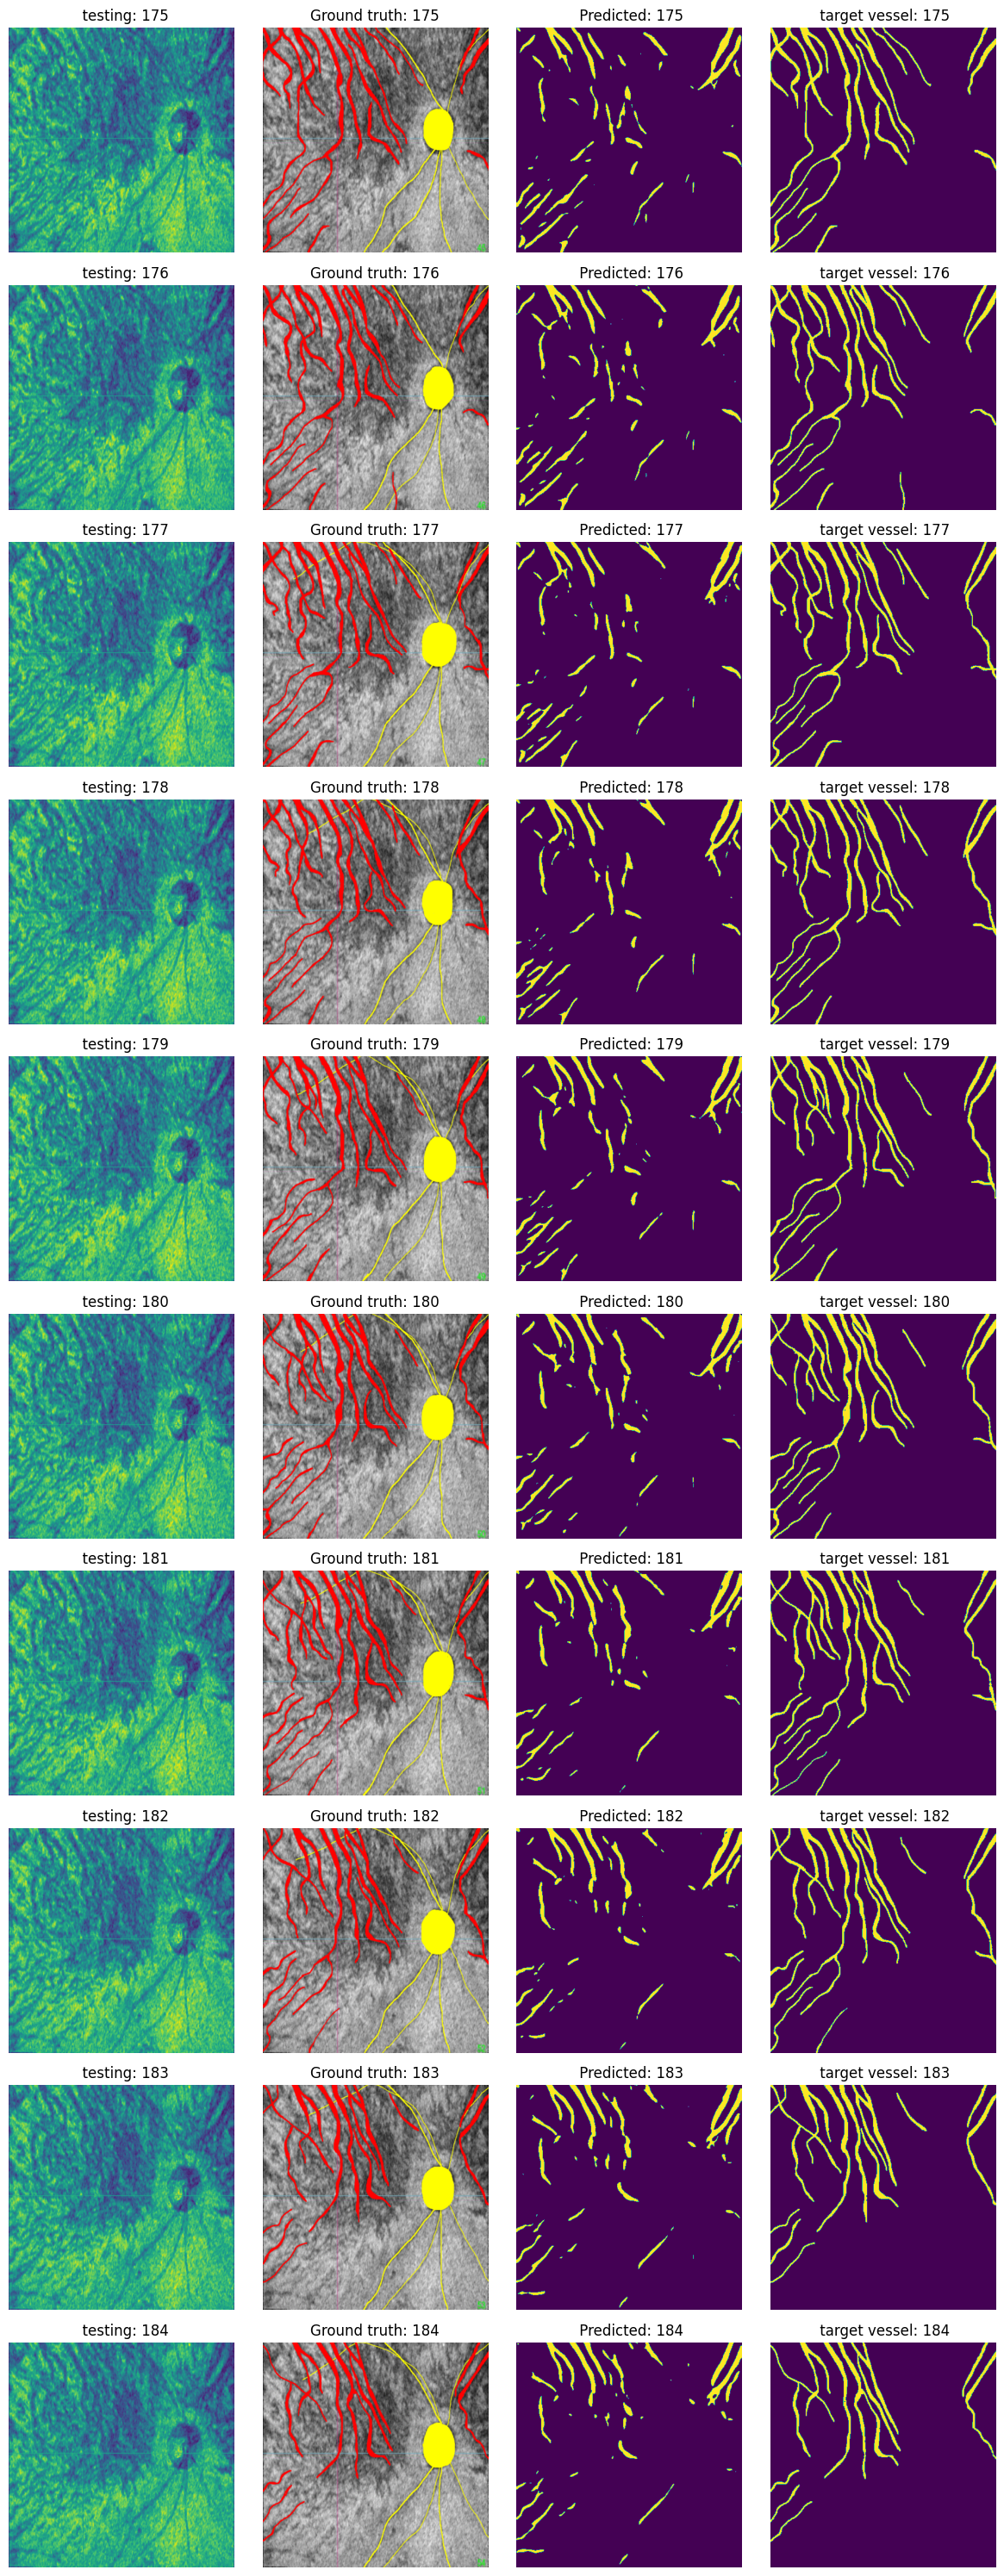 testing: 175 Ground truth: 175 Predicted: 175 target vessel: 175
testing: 176 Ground truth: 176 Predicted: 176 target vessel: 176
testing: 177 Ground truth: 177 Predicted: 177 target vessel: 177
testing: 178 Ground truth: 178 Predicted: 178 target vessel: 178
testing: 179 Ground truth: 179 Predicted: 179 target vessel: 179
testing: 180 Ground truth: 180 Predicted: 180 target vessel: 180
testing: 181 Ground truth: 181 Predicted: 181 target vessel: 181
testing: 182 Ground truth: 182 Predicted: 182 target vessel: 182
testing: 183 Ground truth: 183 Predicted: 183 target vessel: 183
testing: 184 Ground truth: 184 Predicted: 184 target vessel: 184